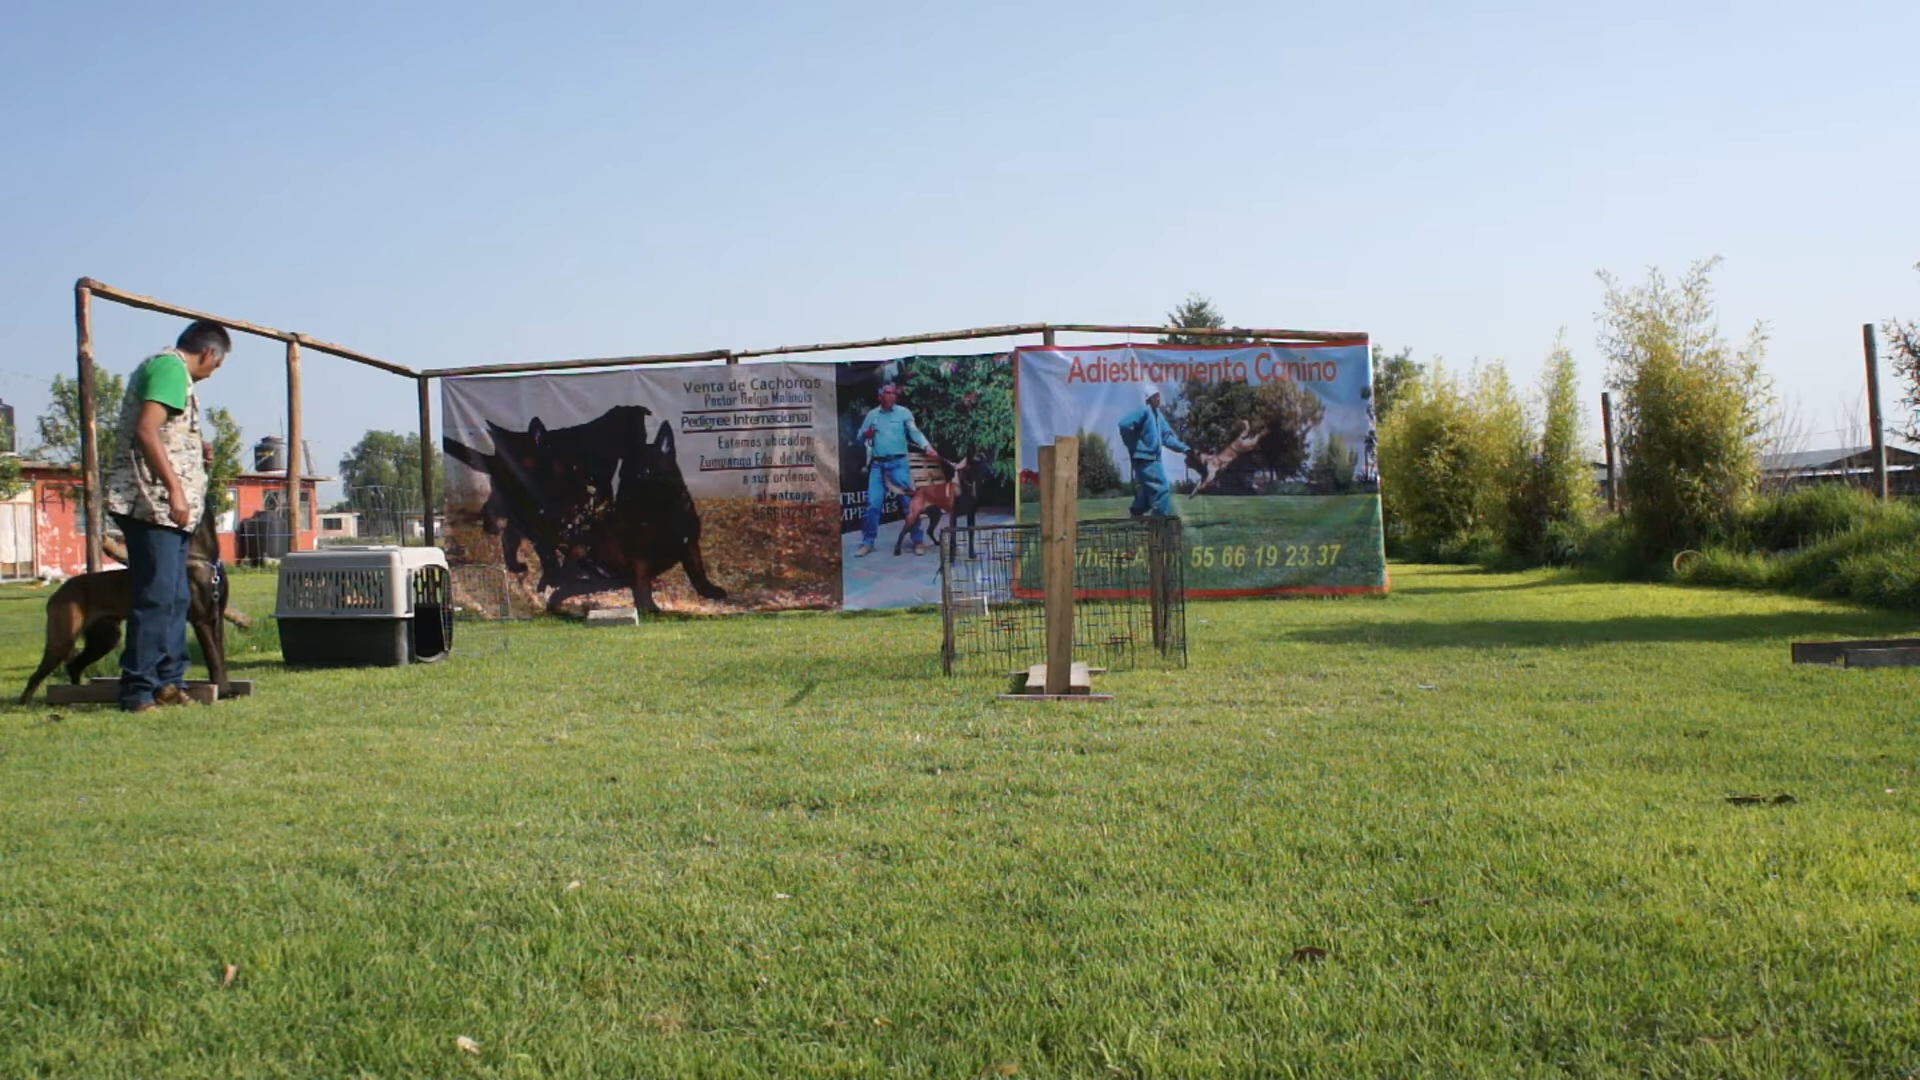 Venta de Cachorros
Pastor Belga Malinois
Pedigree Internacional
Estamos ubicados
Zumpango Edo. de Méx
a sus ordenes
al watsapp:
Adiestramiento Canino
55 66 19 23 37